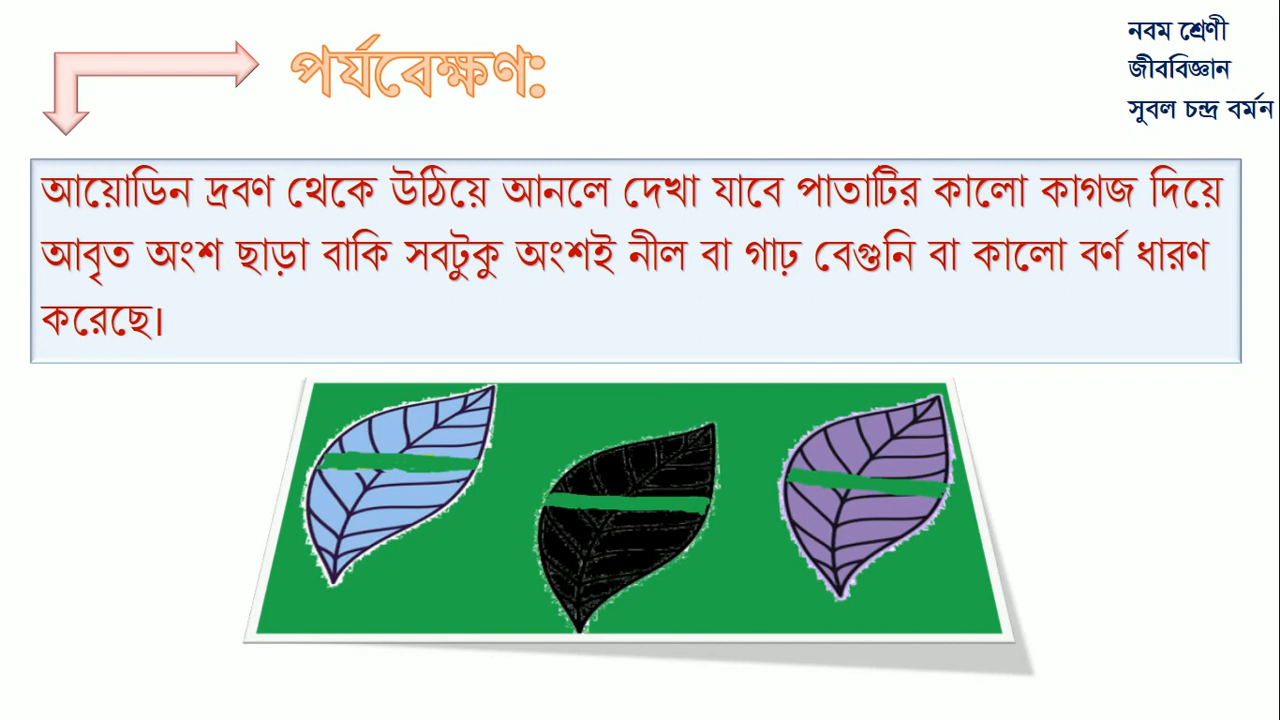 পর্যবেক্ষণ:
নবম শ্রেণী
জীববিজ্ঞান
সুবল চন্দ্র বর্মন
আয়োডিন দ্রবণ থেকে উঠিয়ে আনলে দেখা যাবে পাতাটির কালো কাগজ দিয়ে
আবৃত অংশ ছাড়া বাকি সবটুকু অংশই নীল বা গাঢ় বেগুনি বা কালো বর্ণ ধারণ
করেছে।